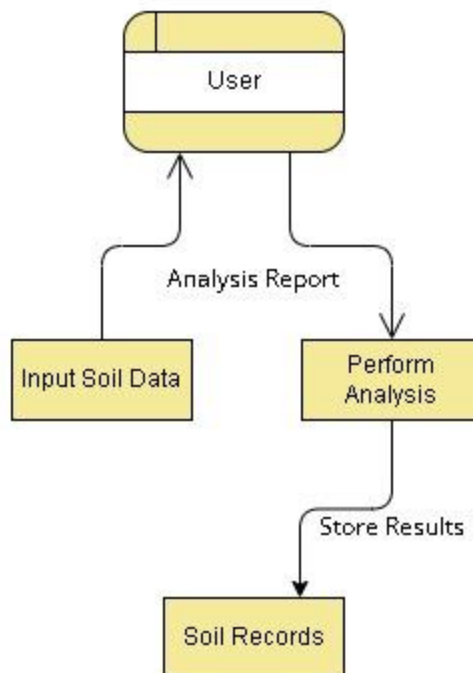 User
Analysis Report
Input Soil Data
Perform
Analysis
Store Results
Soil Records